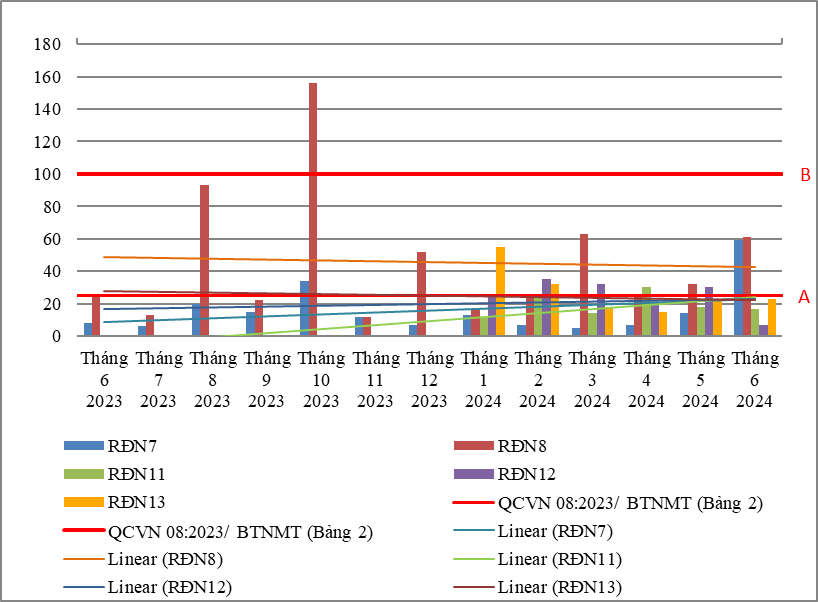 180
160
140
120
100
B
80
60
40
A
20
0
Tháng Tháng Tháng Tháng Tháng Tháng Tháng Tháng Tháng Tháng Tháng Tháng Tháng
6 7 8 9 10 11 12 1 2 3 4 5 6
2023 2023 2023 2023 2023 2023 2023 2024 2024 2024 2024 2024 2024
RĐN7 RĐN8
RĐN11 RĐN12
RĐN13 QCVN 08:2023/ BTNMT (Bảng 2)
QCVN 08:2023/ BTNMT (Bảng 2) Linear (RĐN7)
Linear (RĐN8) Linear (RĐN11)
Linear (RĐN12) Linear (RĐN13)